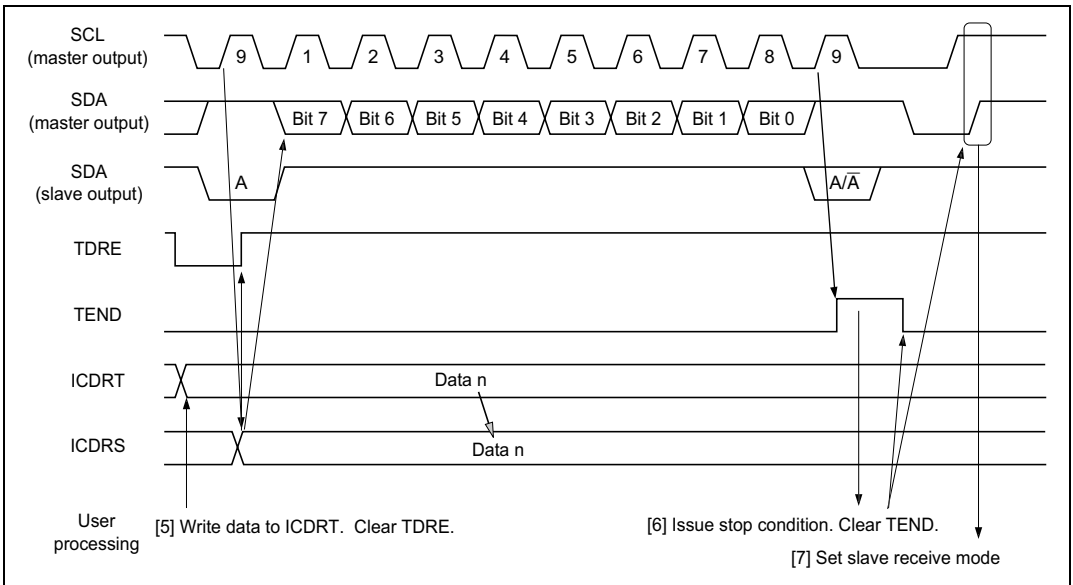 SCL
(master output)
9 1 2 3 4 5 6 7 8 9
SDA
(master output)
Bit 7 Bit 6 Bit 5 Bit 4 Bit 3 Bit 2 Bit 1 Bit 0
SDA
(slave output)
A A/A̅
TDRE
TEND
ICDRT
Data n
ICDRS
Data n
User
processing
[5] Write data to ICDRT. Clear TDRE.
[6] Issue stop condition. Clear TEND.
[7] Set slave receive mode